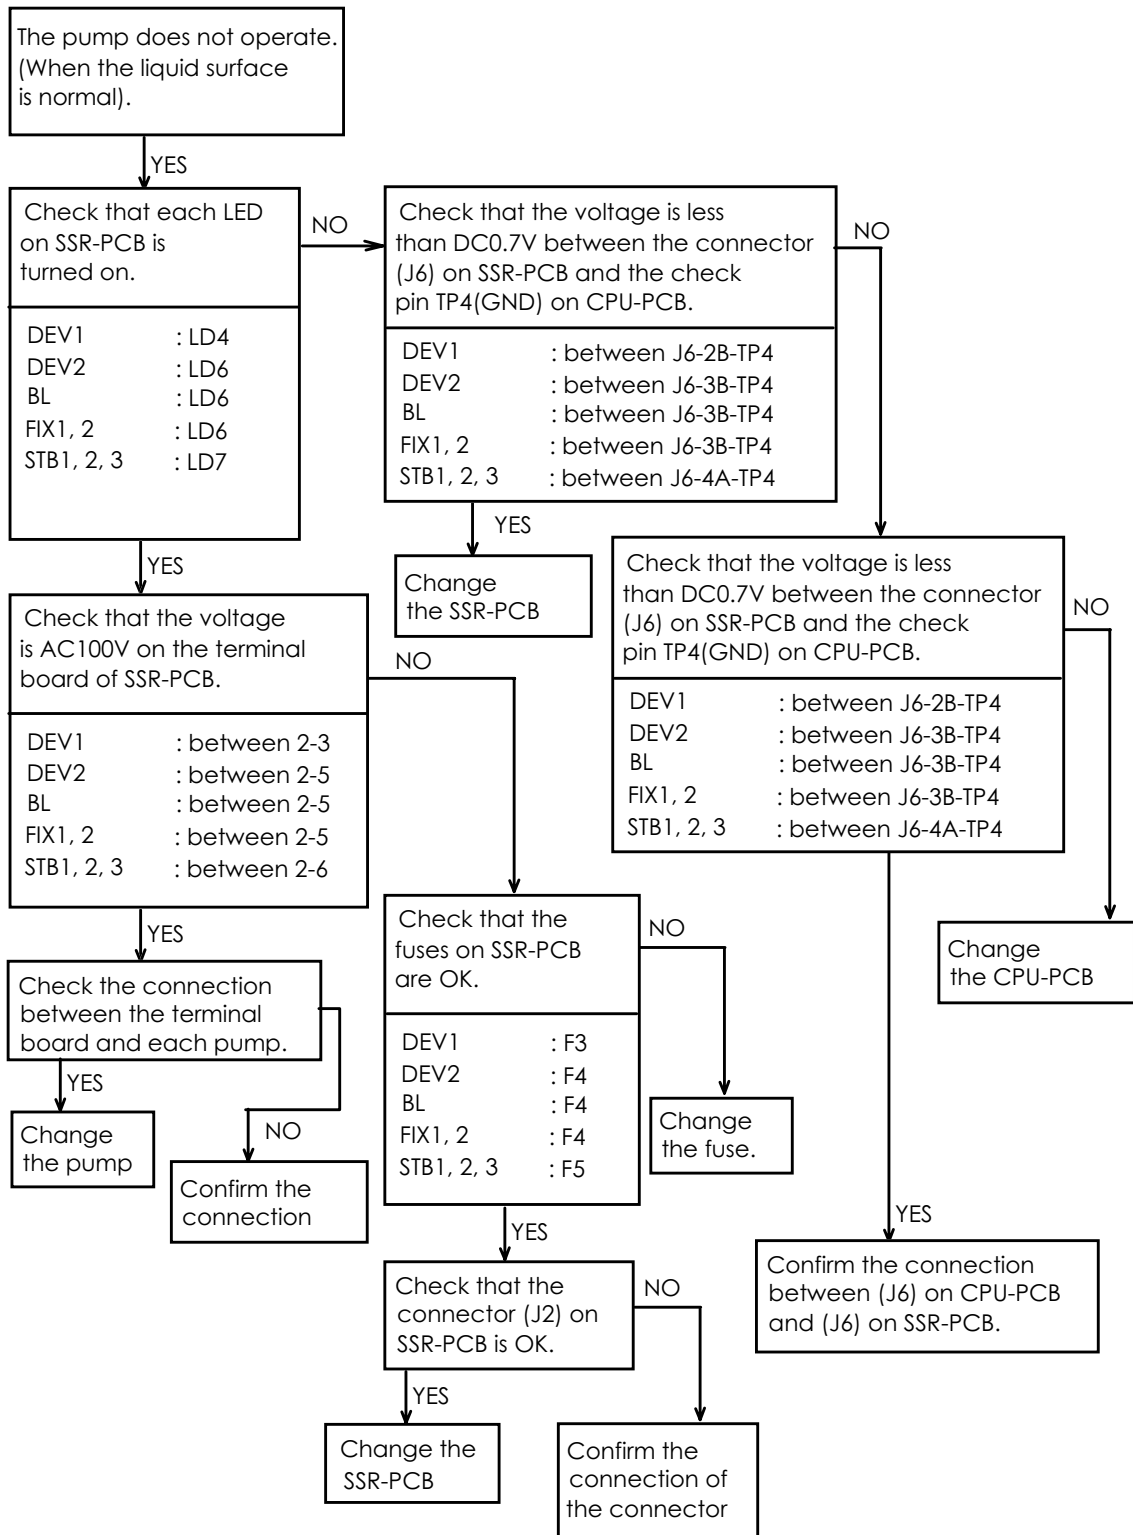 The pump does not operate.
(When the liquid surface
is normal).
YES
Check that each LED
on SSR-PCB is
turned on.
DEV1 : LD4
DEV2 : LD6
BL : LD6
FIX1, 2 : LD6
STB1, 2, 3 : LD7
NO
Check that the voltage is less
than DC0.7V between the connector
(J6) on SSR-PCB and the check
pin TP4(GND) on CPU-PCB.
DEV1 : between J6-2B-TP4
DEV2 : between J6-3B-TP4
BL : between J6-3B-TP4
FIX1, 2 : between J6-3B-TP4
STB1, 2, 3 : between J6-4A-TP4
NO
YES
Change
the SSR-PCB
YES
Check that the voltage
is AC100V on the terminal
board of SSR-PCB.
DEV1 : between 2-3
DEV2 : between 2-5
BL : between 2-5
FIX1, 2 : between 2-5
STB1, 2, 3 : between 2-6
NO
Check that the voltage is less
than DC0.7V between the connector
(J6) on SSR-PCB and the check
pin TP4(GND) on CPU-PCB.
DEV1 : between J6-2B-TP4
DEV2 : between J6-3B-TP4
BL : between J6-3B-TP4
FIX1, 2 : between J6-3B-TP4
STB1, 2, 3 : between J6-4A-TP4
NO
Change
the CPU-PCB
YES
Check the connection
between the terminal
board and each pump.
YES
Change
the pump
NO
Confirm the
connection
Check that the
fuses on SSR-PCB
are OK.
DEV1 : F3
DEV2 : F4
BL : F4
FIX1, 2 : F4
STB1, 2, 3 : F5
NO
Change
the fuse.
YES
Check that the
connector (J2) on
SSR-PCB is OK.
NO
YES
Confirm the connection
between (J6) on CPU-PCB
and (J6) on SSR-PCB.
YES
Change the
SSR-PCB
Confirm the
connection of
the connector